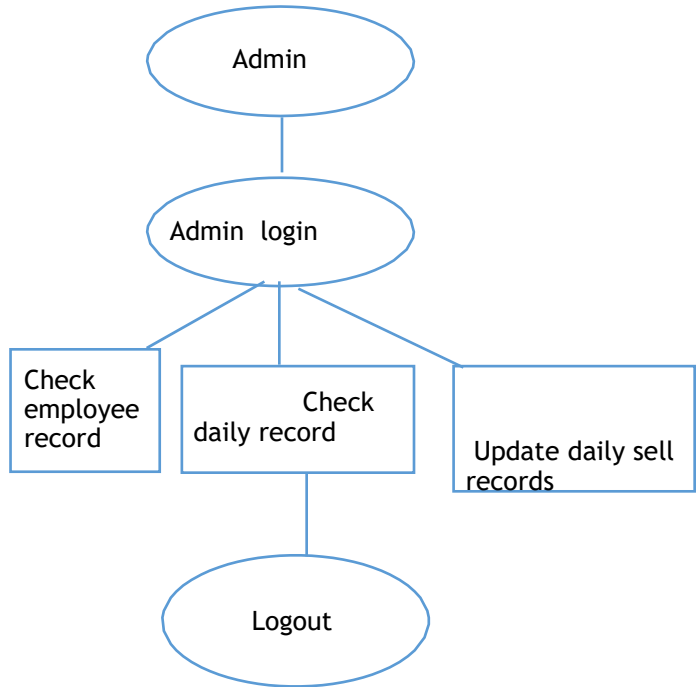 Admin
Admin login
Check
employee
record
Check
daily record
Update daily sell
records
Logout